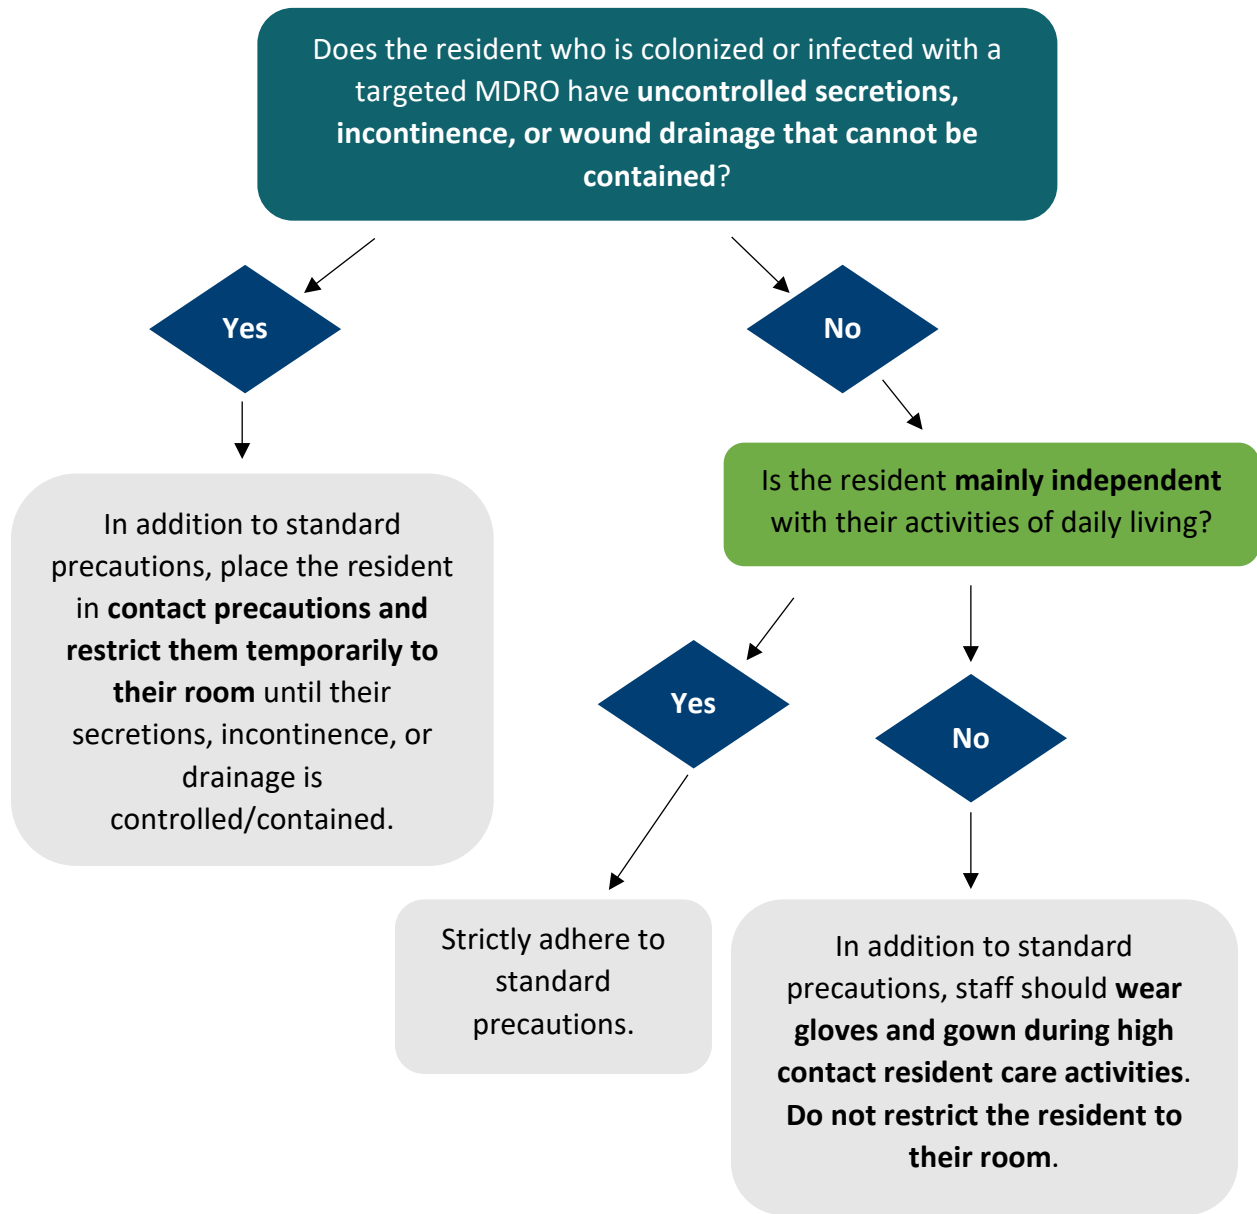 Does the resident who is colonized or infected with a
targeted MDRO have uncontrolled secretions,
incontinence, or wound drainage that cannot be
contained?
Yes
No
In addition to standard
precautions, place the resident
in contact precautions and
restrict them temporarily to
their room until their
secretions, incontinence, or
drainage is
controlled/contained.
Is the resident mainly independent
with their activities of daily living?
Yes
No
Strictly adhere to
standard
precautions.
In addition to standard
precautions, staff should wear
gloves and gown during high
contact resident care activities.
Do not restrict the resident to
their room.